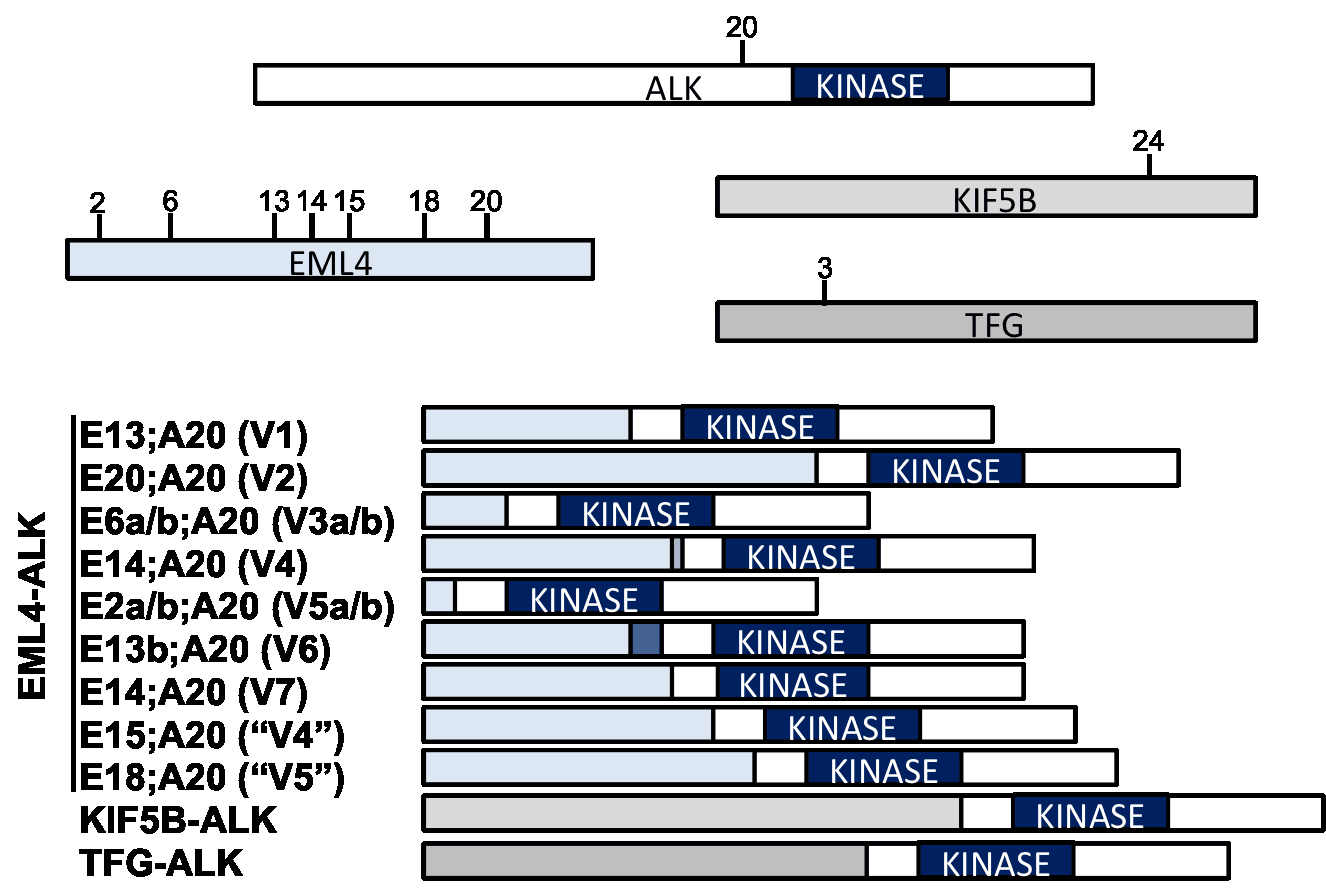 20
ALK KINASE
24
KIF5B
2 6 13 14 15 18 20
EML4
3
TFG
EML4-ALK
E13;A20 (V1) KINASE
E20;A20 (V2) KINASE
E6a/b;A20 (V3a/b) KINASE
E14;A20 (V4) KINASE
E2a/b;A20 (V5a/b) KINASE
E13b;A20 (V6) KINASE
E14;A20 (V7) KINASE
E15;A20 (“V4”) KINASE
E18;A20 (“V5”) KINASE
KIF5B-ALK KINASE
TFG-ALK KINASE